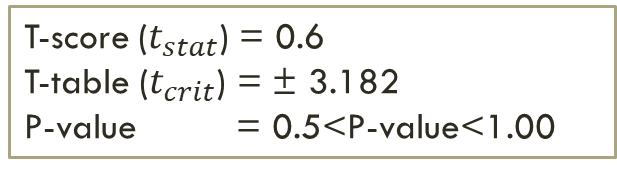 T-score (t_stat) = 0.6
T-table (t_crit) = ± 3.182
P-value = 0.5<P-value<1.00